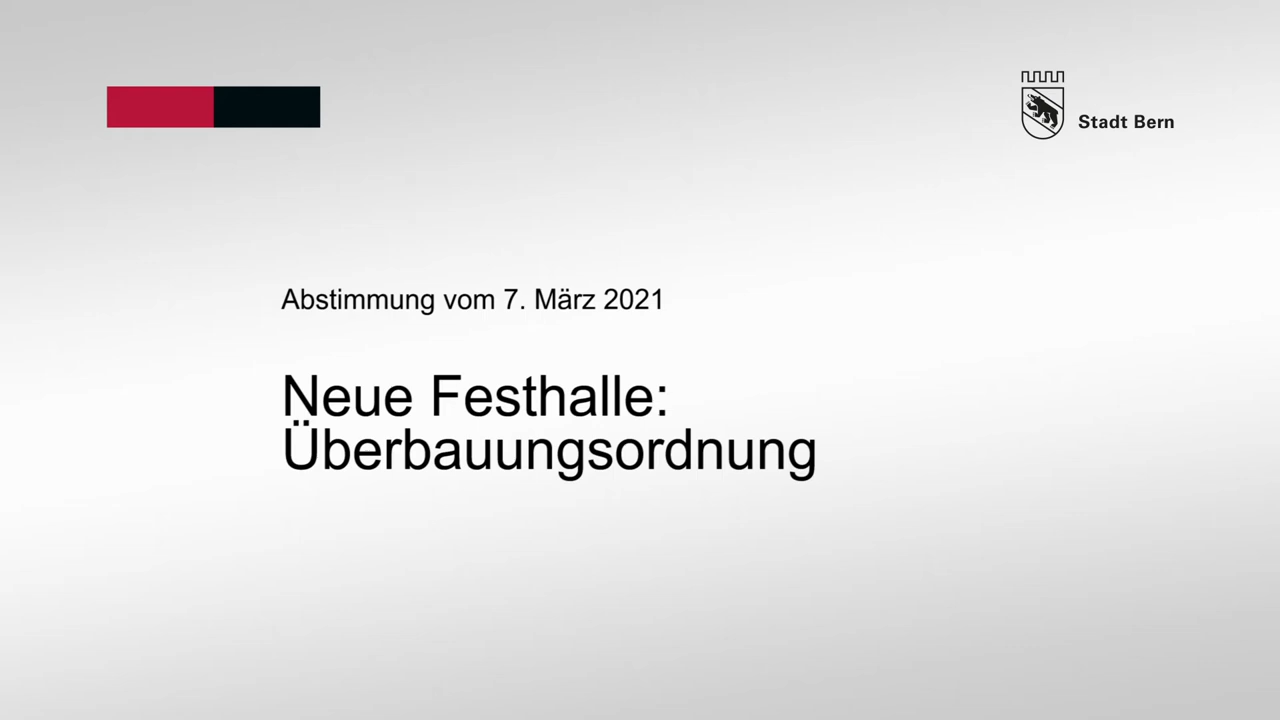 Stadt Bern
Abstimmung vom 7. März 2021
Neue Festhalle:
Überbauungsordnung